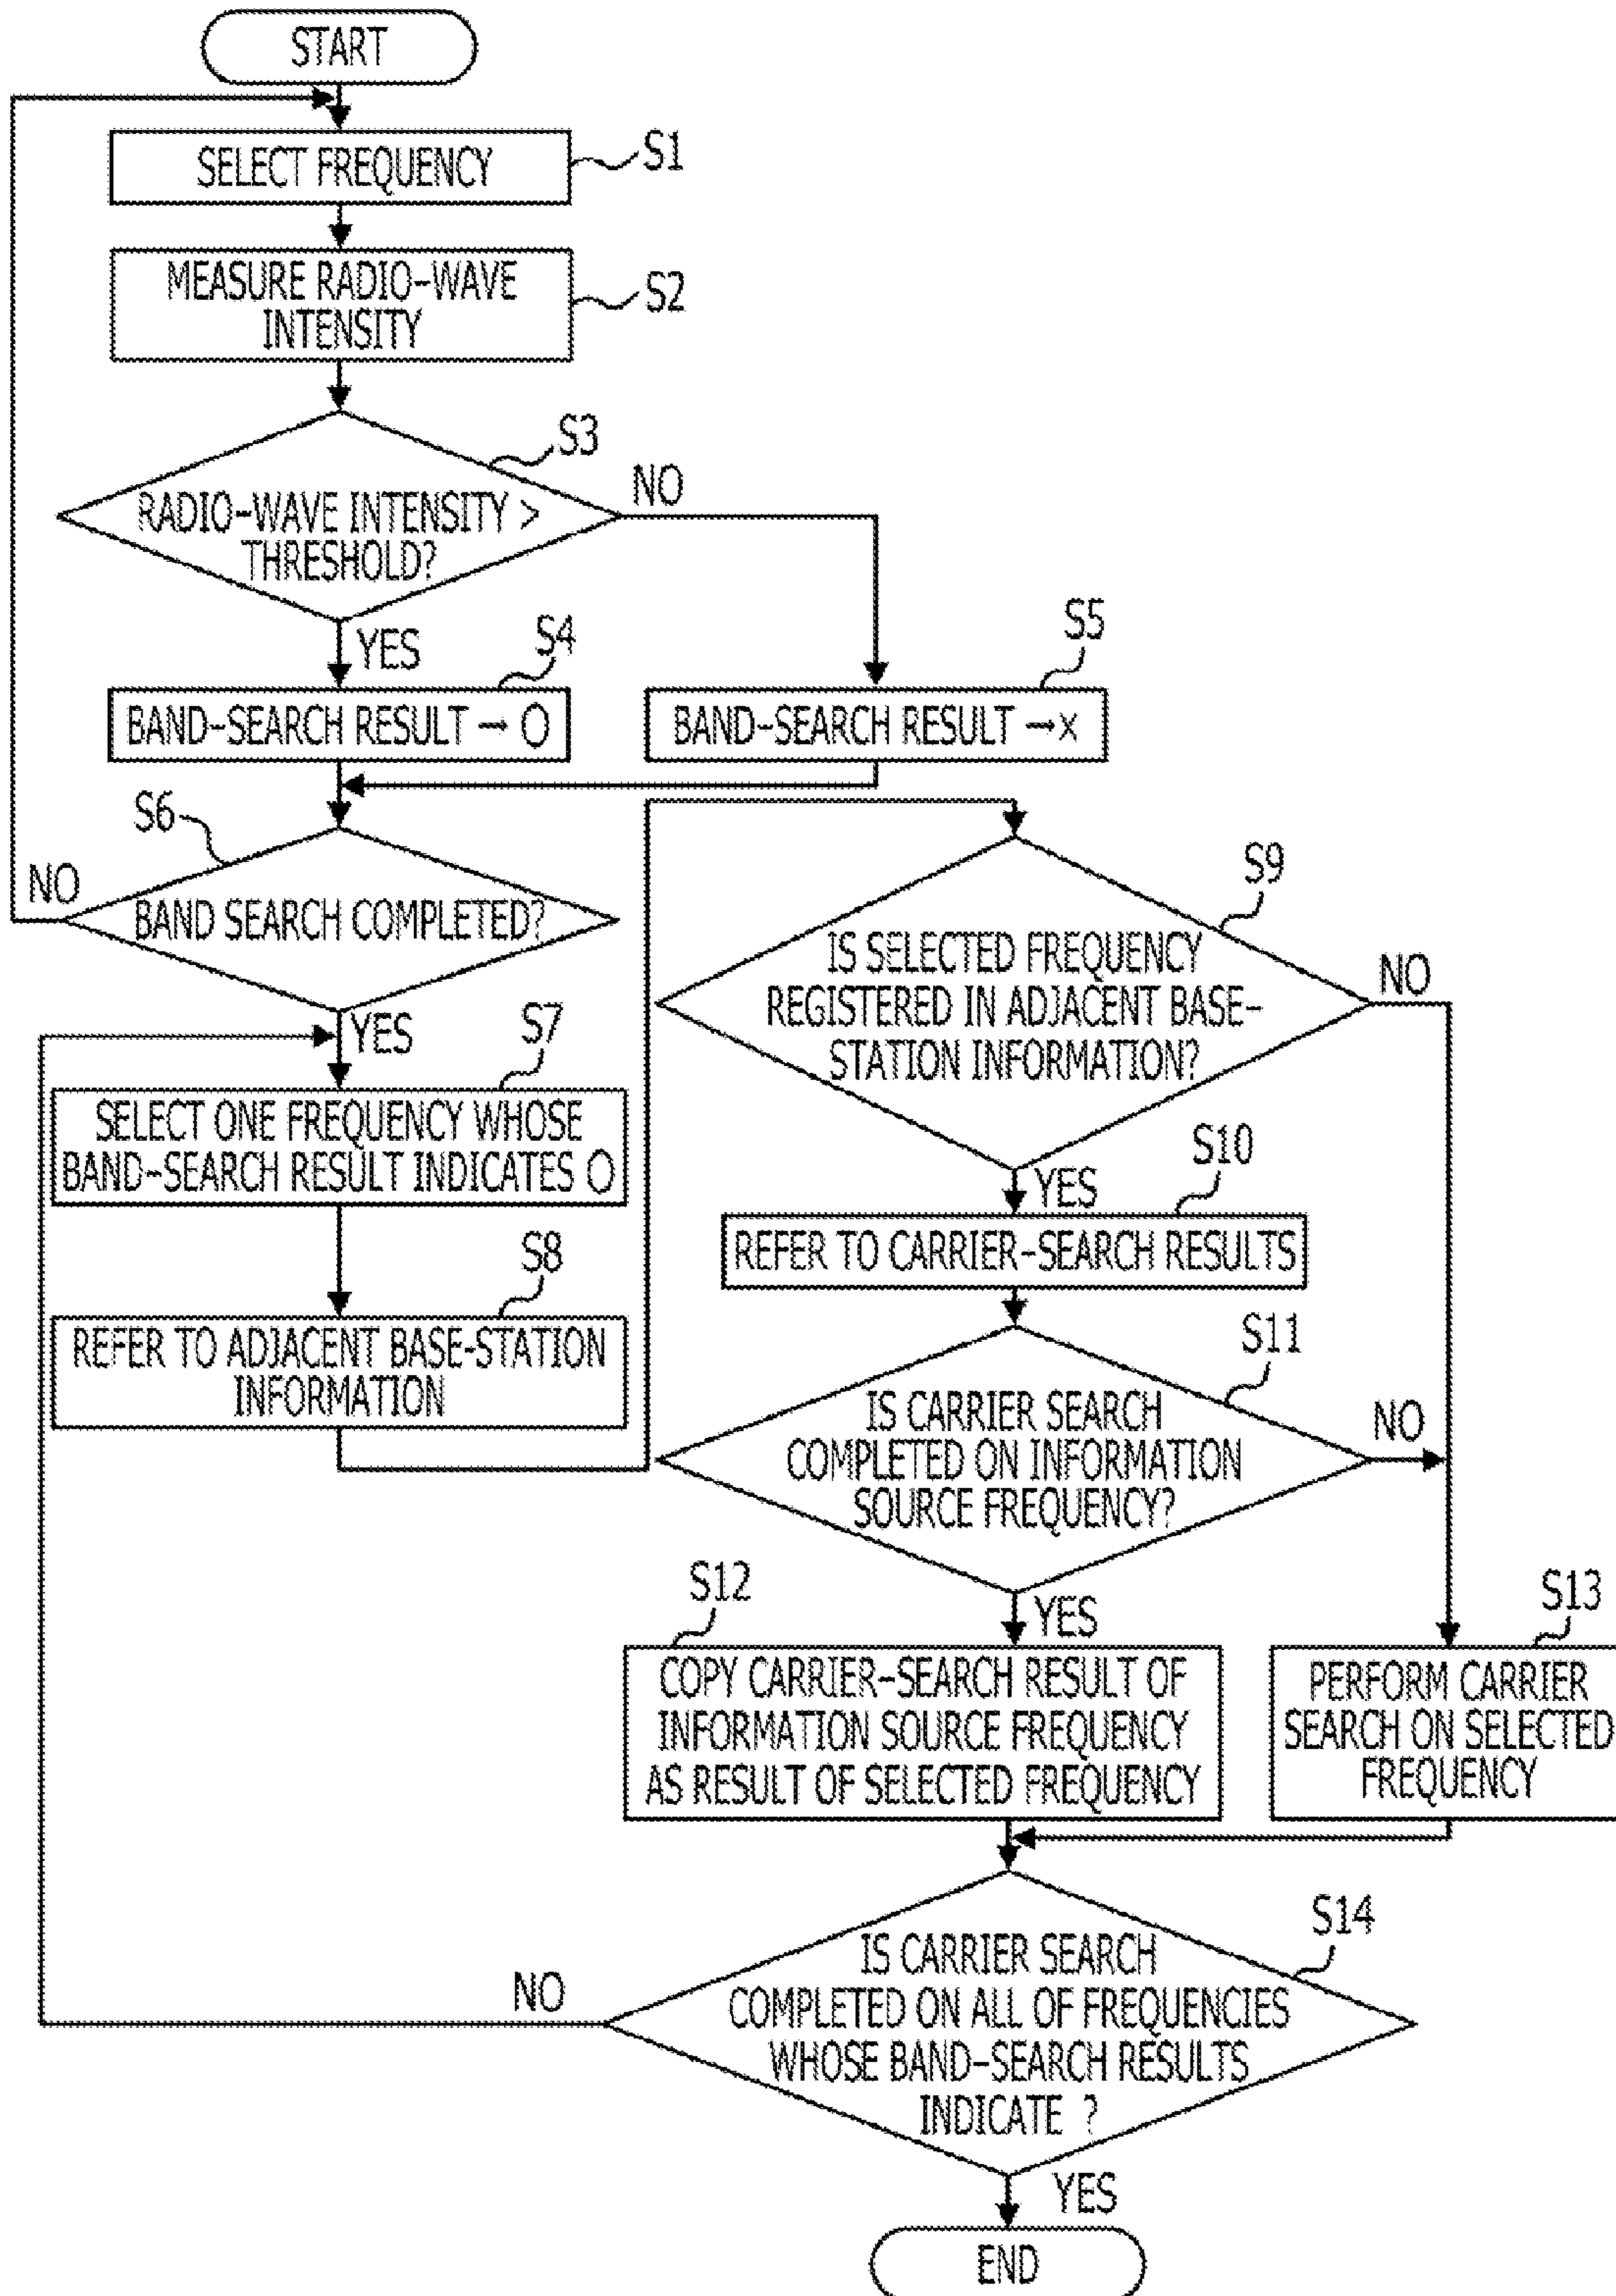 START
SELECT FREQUENCY
S1
MEASURE RADIO-WAVE
INTENSITY
S2
S3
RADIO-WAVE INTENSITY >
THRESHOLD?
NO
YES
S4
BAND-SEARCH RESULT → ○
S5
BAND-SEARCH RESULT →×
S6
NO
BAND SEARCH COMPLETED?
YES
S7
SELECT ONE FREQUENCY WHOSE
BAND-SEARCH RESULT INDICATES ○
S8
REFER TO ADJACENT BASE-STATION
INFORMATION
S9
IS SELECTED FREQUENCY
REGISTERED IN ADJACENT BASE-
STATION INFORMATION?
NO
YES
S10
REFER TO CARRIER-SEARCH RESULTS
S11
IS CARRIER SEARCH
COMPLETED ON INFORMATION
SOURCE FREQUENCY?
NO
YES
S12
COPY CARRIER-SEARCH RESULT OF
INFORMATION SOURCE FREQUENCY
AS RESULT OF SELECTED FREQUENCY
S13
PERFORM CARRIER
SEARCH ON SELECTED
FREQUENCY
S14
IS CARRIER SEARCH
COMPLETED ON ALL OF FREQUENCIES
WHOSE BAND-SEARCH RESULTS
INDICATE ?
NO
YES
END